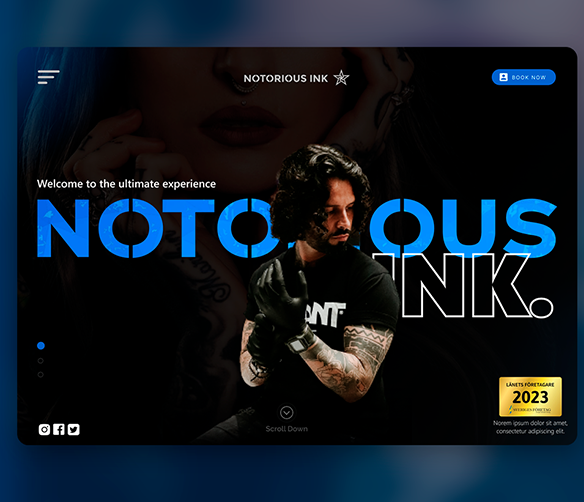 NOTORIOUS INK
BOOK NOW
Welcome to the ultimate experience
NOTORIOUS
INK.
ANT.
LÄNETS FÖRETAGARE
2023
SVERIGES FÖRETAG
Norem ipsum dolor sit amet,
consectetur adipiscing elit.
Scroll Down